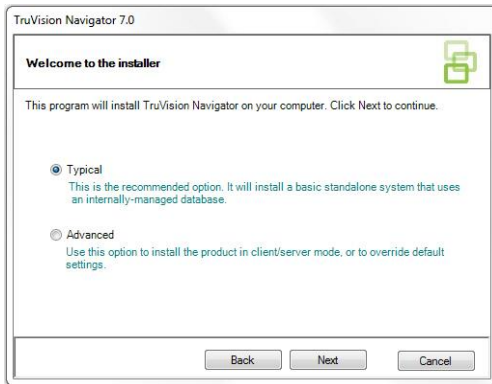 TruVision Navigator 7.0
Welcome to the installer
This program will install TruVision Navigator on your computer. Click Next to continue.
Typical
This is the recommended option. It will install a basic standalone system that uses
an internally-managed database.
Advanced
Use this option to install the product in client/server mode, or to override default
settings.
Back Next Cancel